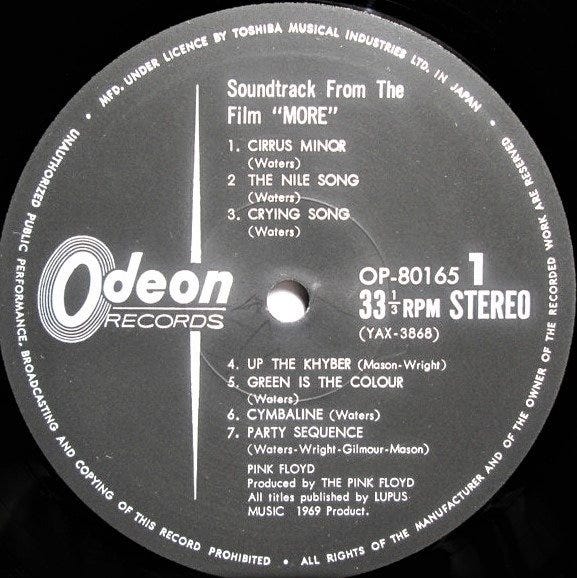 MFD. UNDER LICENCE BY TOSHIBA MUSICAL INDUSTRIES LTD. IN JAPAN
Soundtrack From The
Film "MORE"
1. CIRRUS MINOR
(Waters)
2 THE NILE SONG
(Waters)
3. CRYING SONG
(Waters)
Odeon
RECORDS
OP-80165 1
33 1/3 RPM STEREO
(YAX-3868)
4. UP THE KHYBER (Mason-Wright)
5. GREEN IS THE COLOUR
(Waters)
6. CYMBALINE (Waters)
7. PARTY SEQUENCE
(Waters-Wright-Gilmour-Mason)
PINK FLOYD
Produced by THE PINK FLOYD
All titles published by LUPUS
MUSIC 1969 Product.
• ALL RIGHTS OF THE MANUFACTURER AND OF THE OWNER OF THE RECORDED WORK ARE RESERVED •
UNAUTHORIZED PUBLIC PERFORMANCE, BROADCASTING AND COPYING OF THIS RECORD PROHIBITED